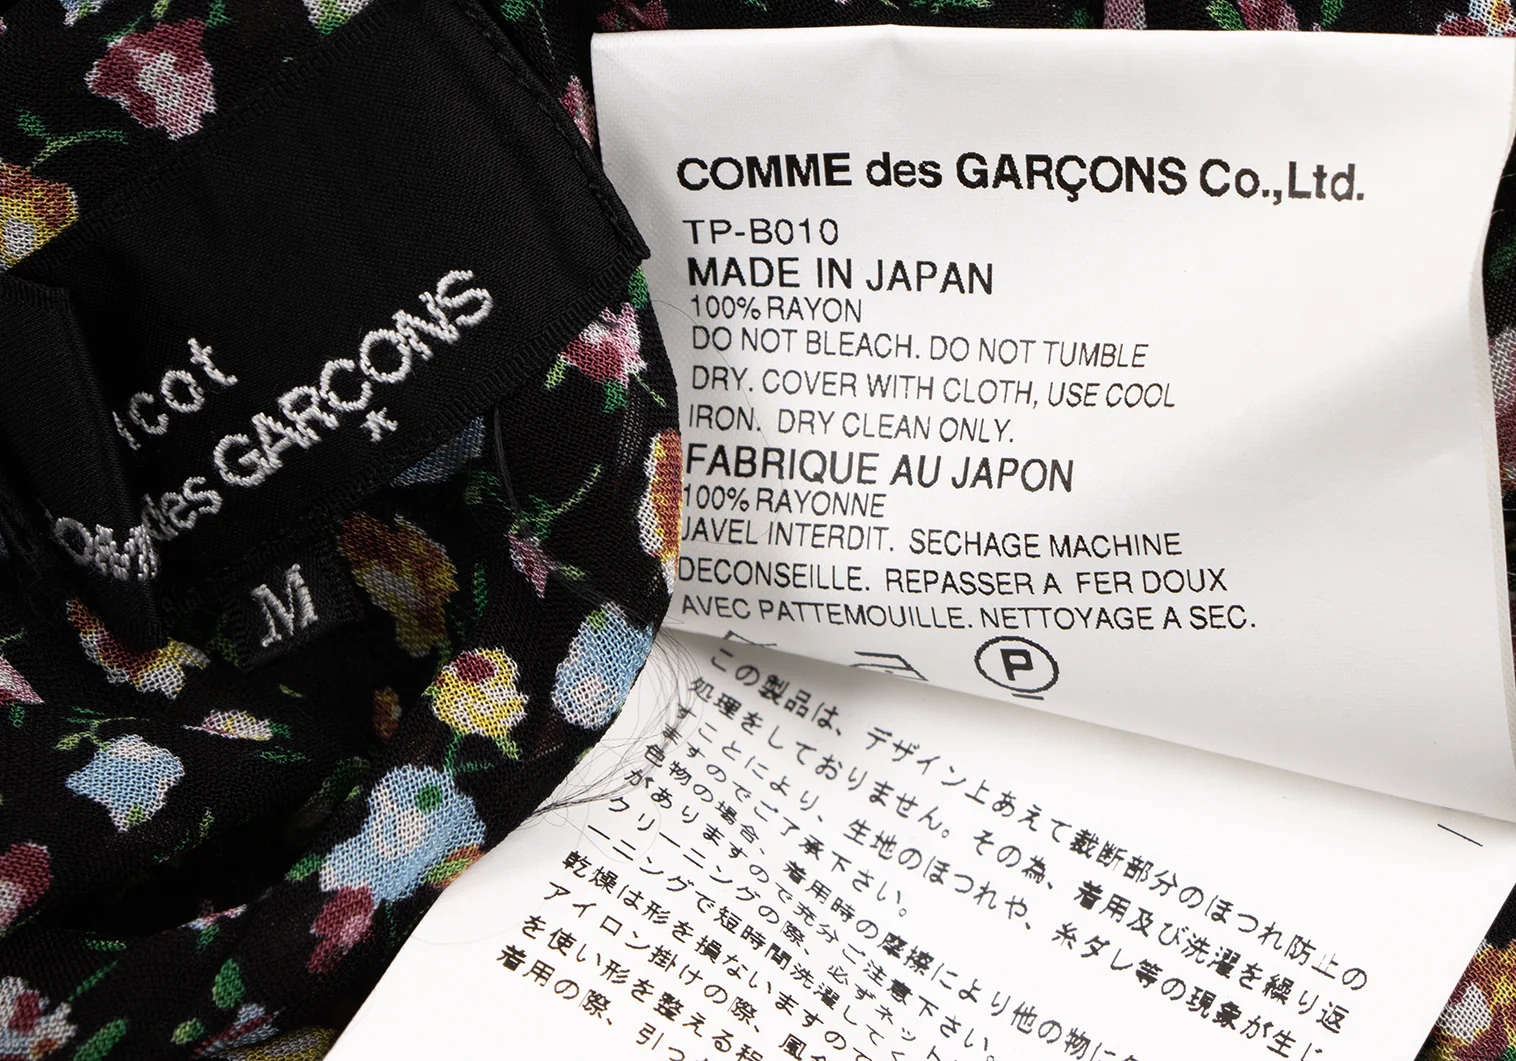 cot
des GARÇONS
M
COMME des GARÇONS Co.,Ltd.
TP-B010
MADE IN JAPAN
100% RAYON
DO NOT BLEACH. DO NOT TUMBLE
DRY. COVER WITH CLOTH, USE COOL
IRON. DRY CLEAN ONLY.
FABRIQUE AU JAPON
100% RAYONNE
JAVEL INTERDIT. SECHAGE MACHINE
DECONSEILLE. REPASSER A FER DOUX
AVEC PATTEMOUILLE. NETTOYAGE A SEC.
P
この製品は、デザイン上あえて裁断部分のほつれ防止の
処理をしておりません。その為、着用及び洗濯を繰り返
すことにより、生地のほつれや、糸ダレ等の現象が生じ
ますのでご了承下さい。
色物の場合、着用時の摩擦により他の物に
がありますので充分ご注意下さい。
クリーニングの際、必ずネット
ーニングで短時間洗濯してく
乾燥は形を損ないますので
アイロン掛けの際、風合
を使い形を整える程
着用の際、引っ